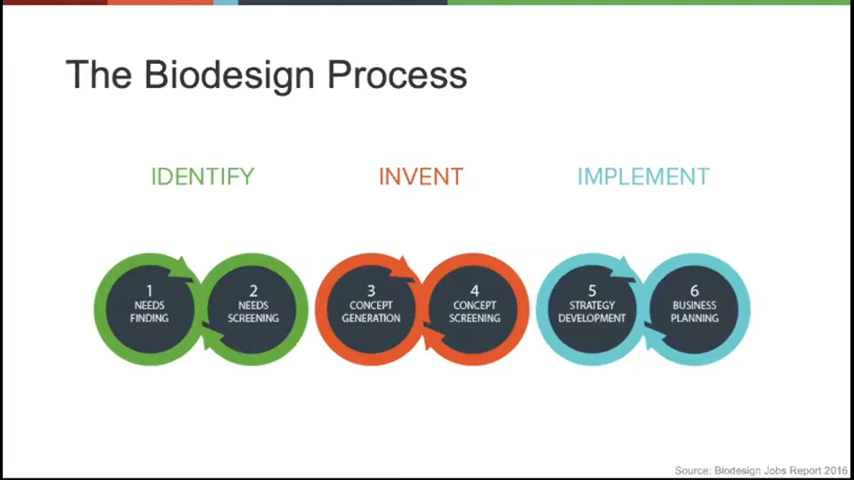 The Biodesign Process
IDENTIFY
INVENT
IMPLEMENT
1
NEEDS
FINDING
2
NEEDS
SCREENING
3
CONCEPT
GENERATION
4
CONCEPT
SCREENING
5
STRATEGY
DEVELOPMENT
6
BUSINESS
PLANNING
Source: Biodesign Jobs Report 2016